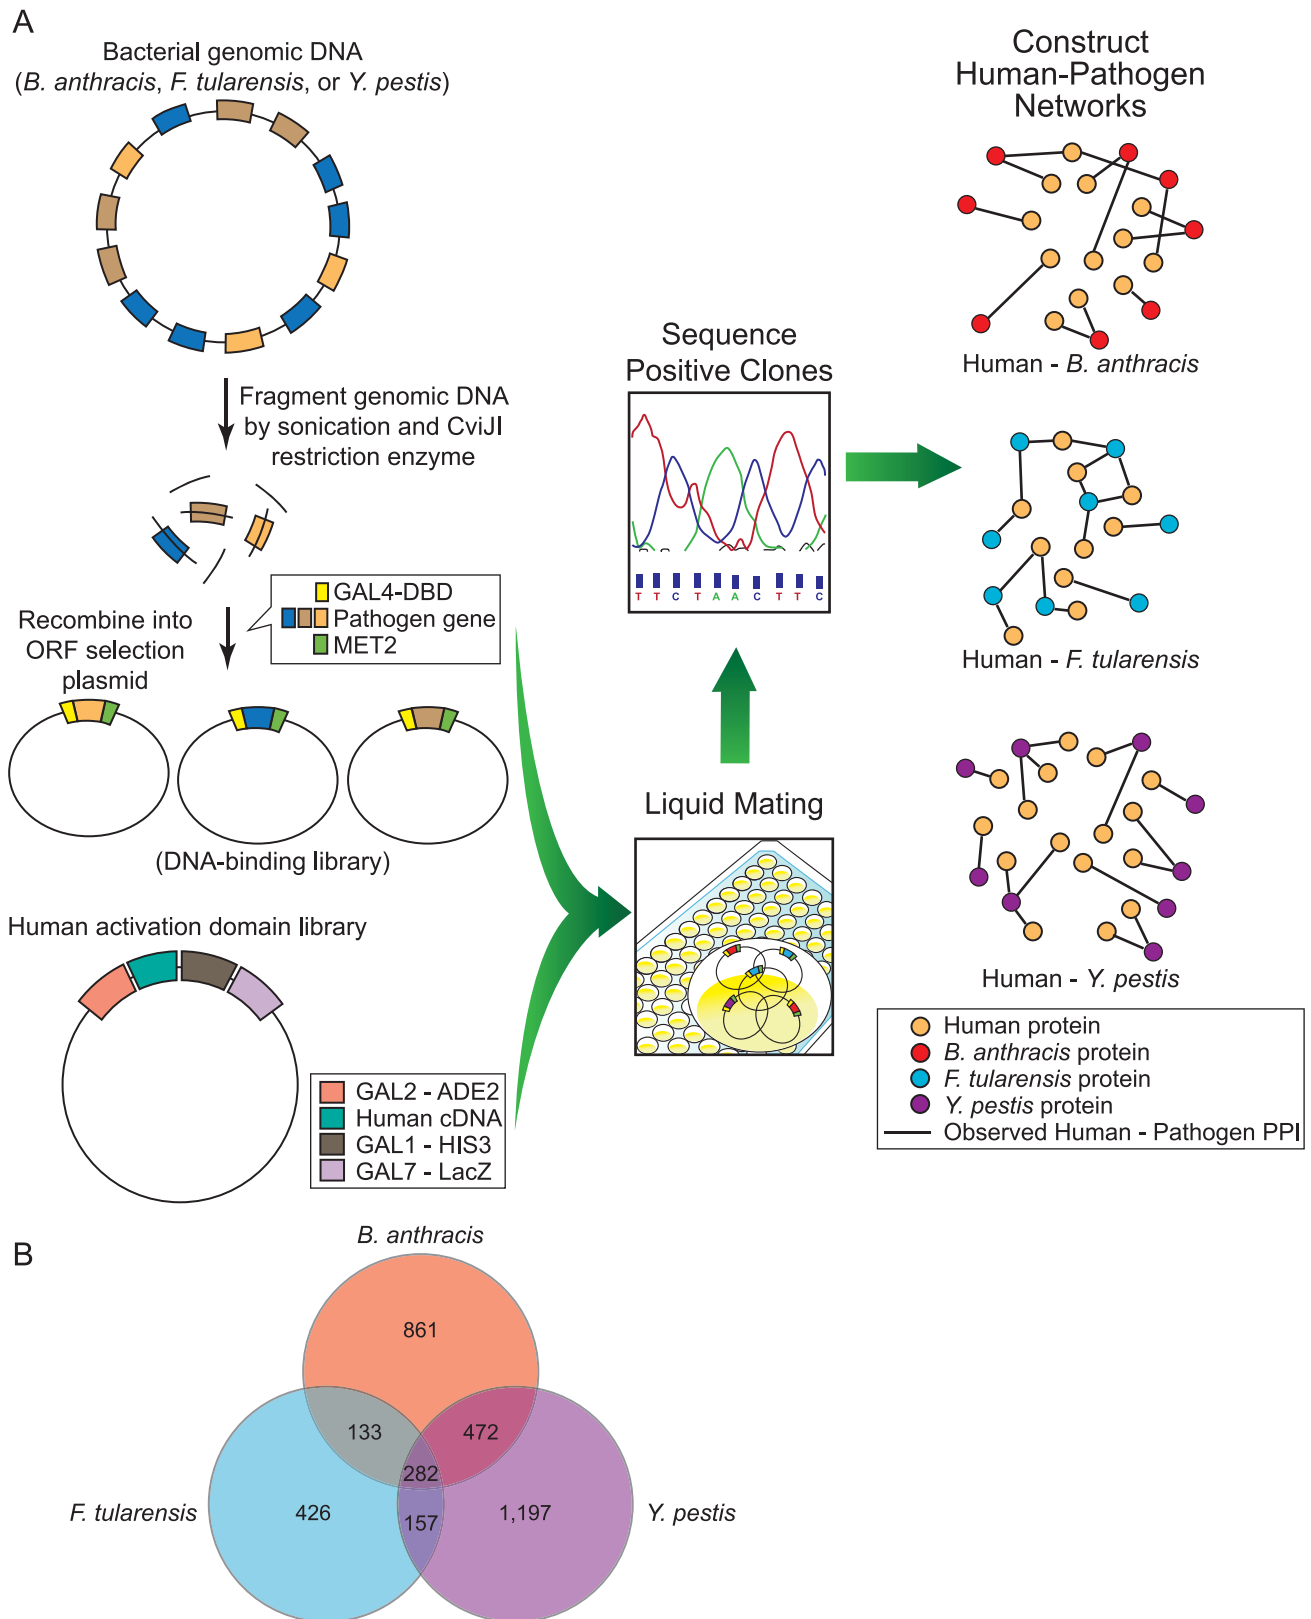 A
Bacterial genomic DNA
(B. anthracis, F. tularensis, or Y. pestis)
Fragment genomic DNA
by sonication and CviJI
restriction enzyme
Recombine into
ORF selection
plasmid
GAL4-DBD
Pathogen gene
MET2
(DNA-binding library)
Human activation domain library
GAL2 - ADE2
Human cDNA
GAL1 - HIS3
GAL7 - LacZ
Liquid Mating
Sequence
Positive Clones
T T C T A A C T T C
Construct
Human-Pathogen
Networks
Human - B. anthracis
Human - F. tularensis
Human - Y. pestis
Human protein
B. anthracis protein
F. tularensis protein
Y. pestis protein
Observed Human - Pathogen PPI
B
B. anthracis
861
133
472
282
F. tularensis
426
157
1,197
Y. pestis